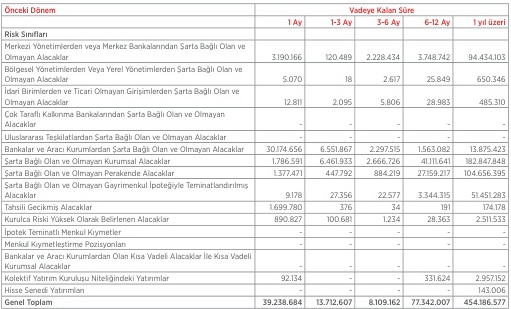 Önceki Dönem Vadeye Kalan Süre
1 Ay 1-3 Ay 3-6 Ay 6-12 Ay 1 yıl üzeri
Risk Sınıfları
Merkezi Yönetimlerden veya Merkez Bankalarından Şarta Bağlı Olan ve
Olmayan Alacaklar 3.190.166 120.489 2.228.434 3.748.742 94.434.103
Bölgesel Yönetimlerden Veya Yerel Yönetimlerden Şarta Bağlı Olan ve
Olmayan Alacaklar 5.070 18 2.617 25.849 650.346
İdari Birimlerden ve Ticari Olmayan Girişimlerden Şarta Bağlı Olan ve
Olmayan Alacaklar 12.811 2.095 5.806 28.983 485.310
Çok Taraflı Kalkınma Bankalarından Şarta Bağlı Olan ve Olmayan
Alacaklar - - - - -
Uluslararası Teşkilatlardan Şarta Bağlı Olan ve Olmayan Alacaklar - - - - -
Bankalar ve Aracı Kurumlardan Şarta Bağlı Olan ve Olmayan Alacaklar 30.174.656 6.551.867 2.297.515 1.563.082 13.875.423
Şarta Bağlı Olan ve Olmayan Kurumsal Alacaklar 1.786.591 6.461.933 2.666.726 41.111.641 182.847.848
Şarta Bağlı Olan ve Olmayan Perakende Alacaklar 1.377.471 447.792 884.219 27.159.217 104.656.395
Şarta Bağlı Olan ve Olmayan Gayrimenkul İpoteğiyle Teminatlandırılmış
Alacaklar 9.178 27.356 22.577 3.344.315 51.451.283
Tahsili Gecikmiş Alacaklar 1.699.780 376 34 191 174.178
Kurulca Riski Yüksek Olarak Belirlenen Alacaklar 890.827 100.681 1.234 28.363 2.511.533
İpotek Teminatlı Menkul Kıymetler - - - - -
Menkul Kıymetleştirme Pozisyonları - - - - -
Bankalar ve Aracı Kurumlardan Olan Kısa Vadeli Alacaklar İle Kısa Vadeli
Kurumsal Alacaklar - - - - -
Kolektif Yatırım Kuruluşu Niteliğindeki Yatırımlar 92.134 - - 331.624 2.957.152
Hisse Senedi Yatırımları - - - - 143.006
Genel Toplam 39.238.684 13.712.607 8.109.162 77.342.007 454.186.577